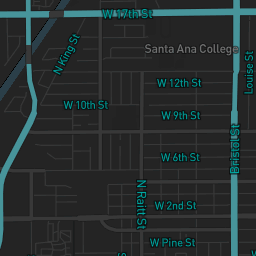 W 17th St
N King St
Santa Ana College
Louise St
W 12th St
W 10th St
W 9th St
Bristol St
W 6th St
N Raitt St
W 2nd St
W Pine St
S